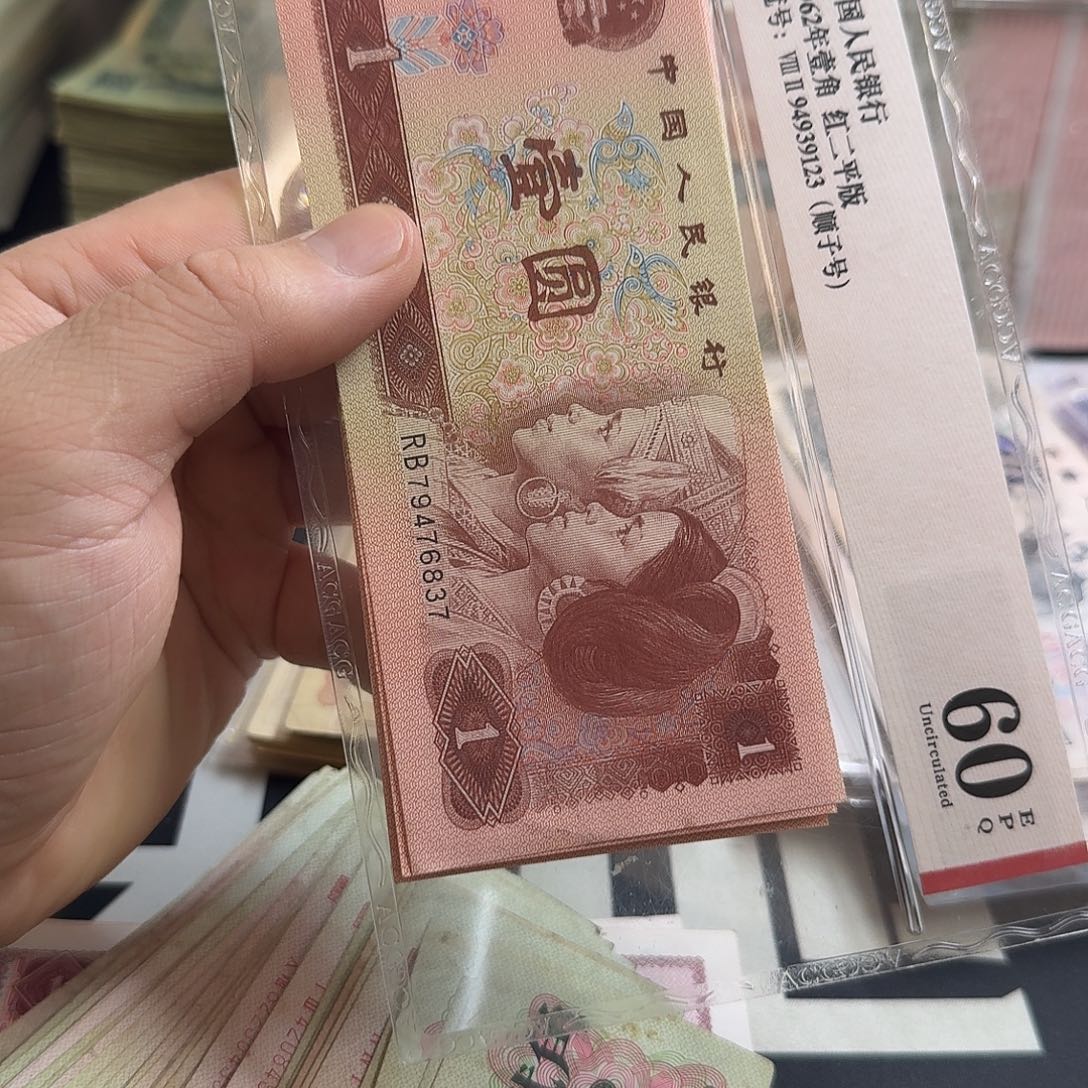 中国人民银行
壹圆
1
RB79476837
1
1
国人民银行
62年壹角 红二平版
号: VIII II 94939123 (顺子号)
60
EPQ
Uncirculated
ACG